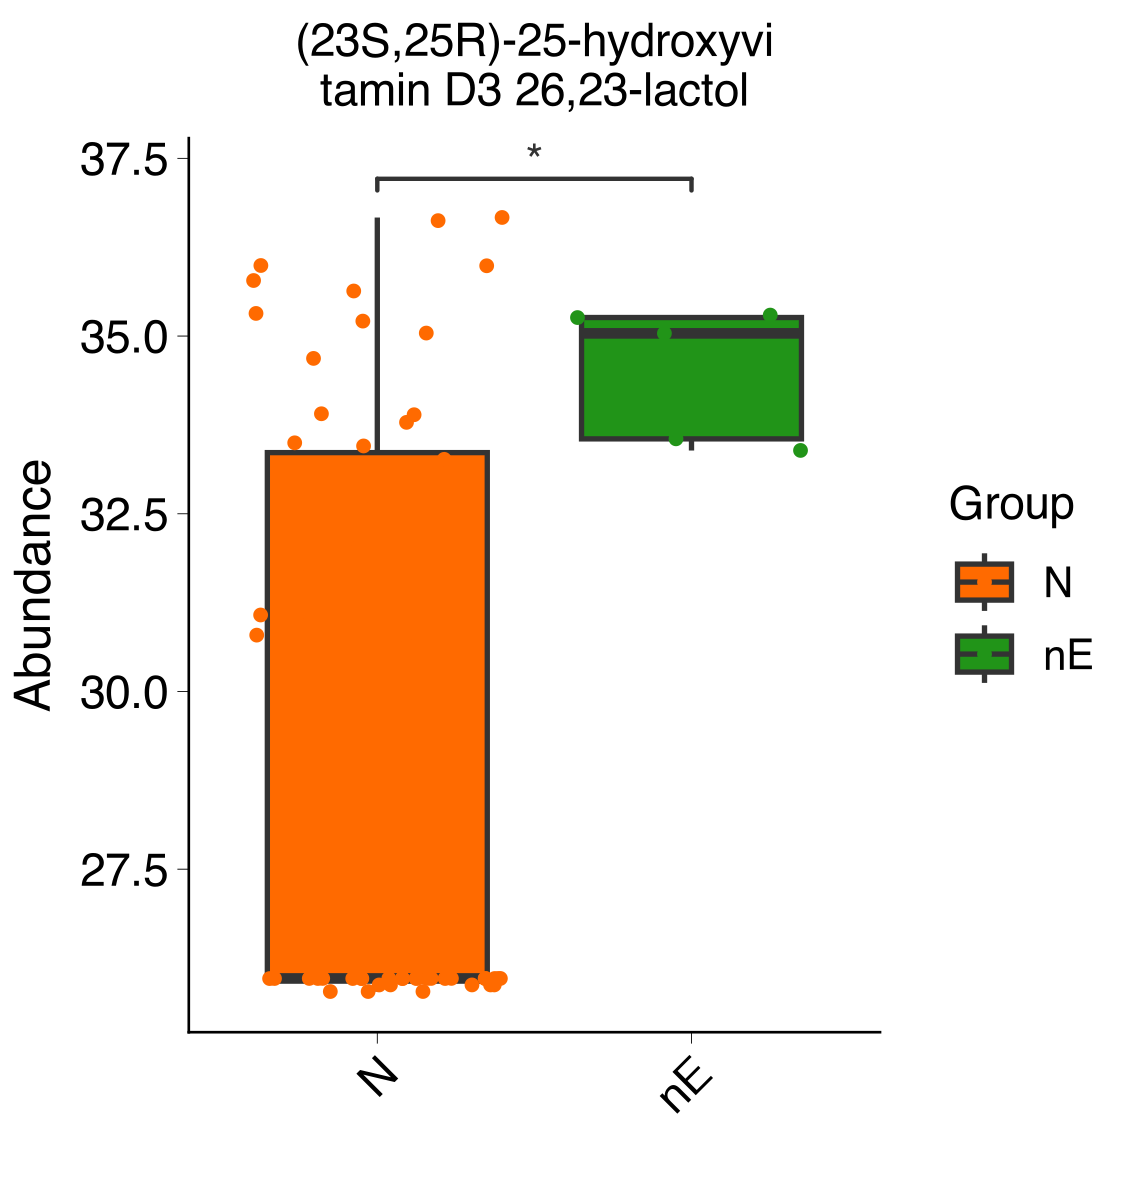 (23S,25R)-25-hydroxyvi
tamin D3 26,23-lactol
*
37.5
35.0
32.5
30.0
27.5
Abundance
N
nE
Group
N
nE